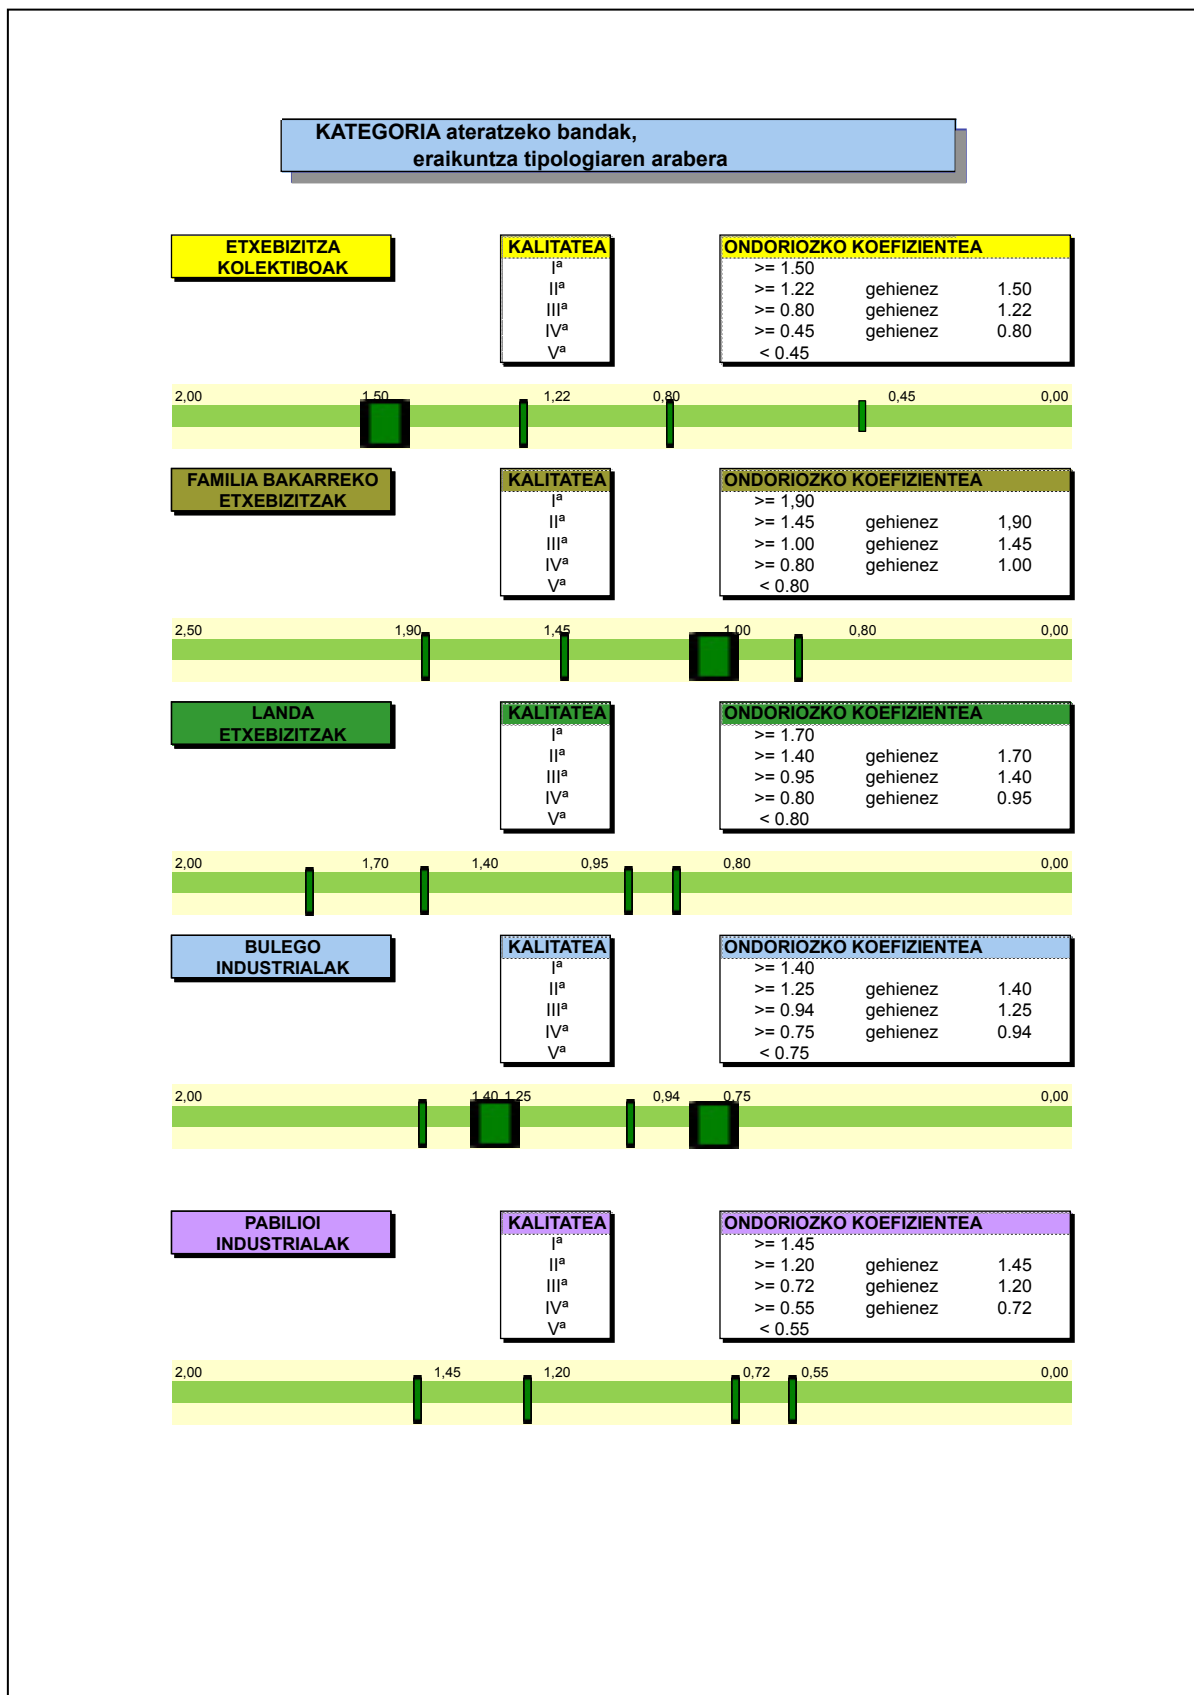 KATEGORIA ateratzeko bandak,
eraikuntza tipologiaren arabera
ETXEBIZITZA
KOLEKTIBOAK
KALITATEA
Iª
IIª
IIIª
IVª
Vª
ONDORIOZKO KOEFIZIENTEA
>= 1.50
>= 1.22 gehienez 1.50
>= 0.80 gehienez 1.22
>= 0.45 gehienez 0.80
< 0.45
2,00 1,50 1,22 0,80 0,45 0,00
FAMILIA BAKARREKO
ETXEBIZITZAK
KALITATEA
Iª
IIª
IIIª
IVª
Vª
ONDORIOZKO KOEFIZIENTEA
>= 1,90
>= 1.45 gehienez 1,90
>= 1.00 gehienez 1.45
>= 0.80 gehienez 1.00
< 0.80
2,50 1,90 1,45 1,00 0,80 0,00
LANDA
ETXEBIZITZAK
KALITATEA
Iª
IIª
IIIª
IVª
Vª
ONDORIOZKO KOEFIZIENTEA
>= 1.70
>= 1.40 gehienez 1.70
>= 0.95 gehienez 1.40
>= 0.80 gehienez 0.95
< 0.80
2,00 1,70 1,40 0,95 0,80 0,00
BULEGO
INDUSTRIALAK
KALITATEA
Iª
IIª
IIIª
IVª
Vª
ONDORIOZKO KOEFIZIENTEA
>= 1.40
>= 1.25 gehienez 1.40
>= 0.94 gehienez 1.25
>= 0.75 gehienez 0.94
< 0.75
2,00 1,40 1,25 0,94 0,75 0,00
PABILIOI
INDUSTRIALAK
KALITATEA
Iª
IIª
IIIª
IVª
Vª
ONDORIOZKO KOEFIZIENTEA
>= 1.45
>= 1.20 gehienez 1.45
>= 0.72 gehienez 1.20
>= 0.55 gehienez 0.72
< 0.55
2,00 1,45 1,20 0,72 0,55 0,00